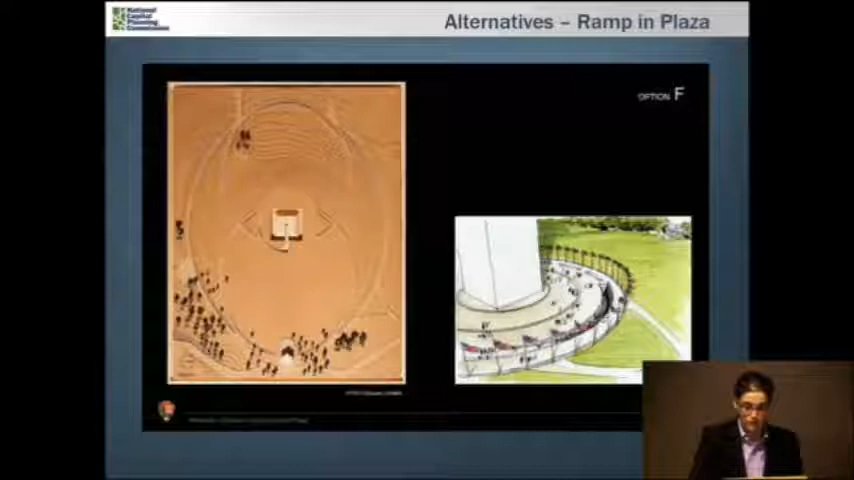 National
Capital
Planning
Commission
Alternatives – Ramp in Plaza
OPTION F